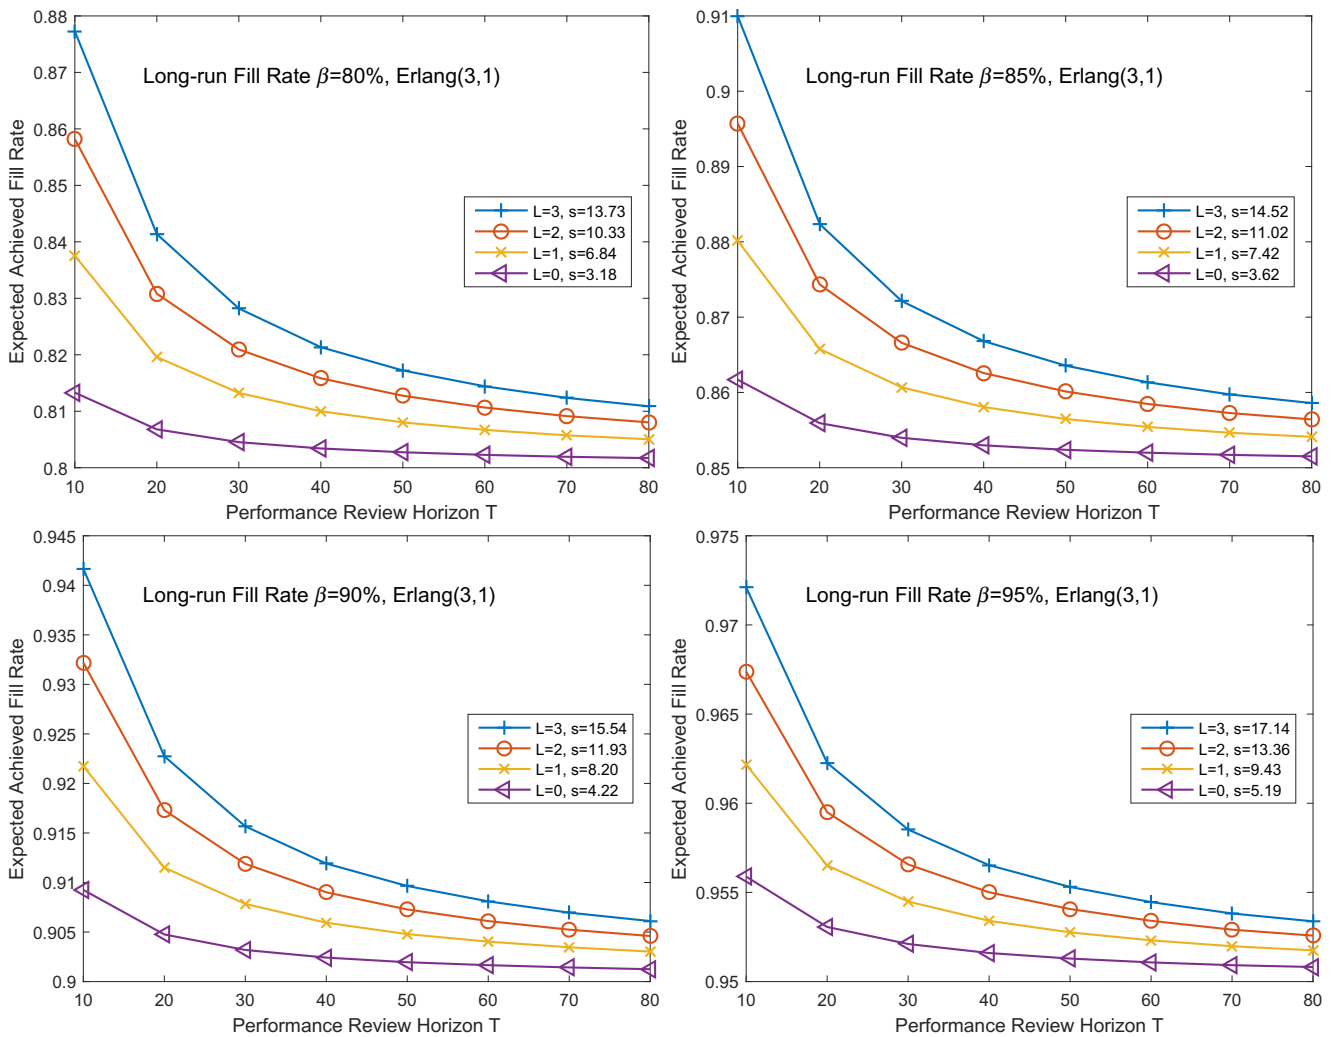 0.88
0.87
0.86
0.85
0.84
0.83
0.82
0.81
0.8
Expected Achieved Fill Rate
Long-run Fill Rate β=80%, Erlang(3,1)
L=3, s=13.73
L=2, s=10.33
L=1, s=6.84
L=0, s=3.18
10 20 30 40 50 60 70 80
Performance Review Horizon T
0.91
0.9
0.89
0.88
0.87
0.86
0.85
Expected Achieved Fill Rate
Long-run Fill Rate β=85%, Erlang(3,1)
L=3, s=14.52
L=2, s=11.02
L=1, s=7.42
L=0, s=3.62
10 20 30 40 50 60 70 80
Performance Review Horizon T
0.945
0.94
0.935
0.93
0.925
0.92
0.915
0.91
0.905
0.9
Expected Achieved Fill Rate
Long-run Fill Rate β=90%, Erlang(3,1)
L=3, s=15.54
L=2, s=11.93
L=1, s=8.20
L=0, s=4.22
10 20 30 40 50 60 70 80
Performance Review Horizon T
0.975
0.97
0.965
0.96
0.955
0.95
Expected Achieved Fill Rate
Long-run Fill Rate β=95%, Erlang(3,1)
L=3, s=17.14
L=2, s=13.36
L=1, s=9.43
L=0, s=5.19
10 20 30 40 50 60 70 80
Performance Review Horizon T